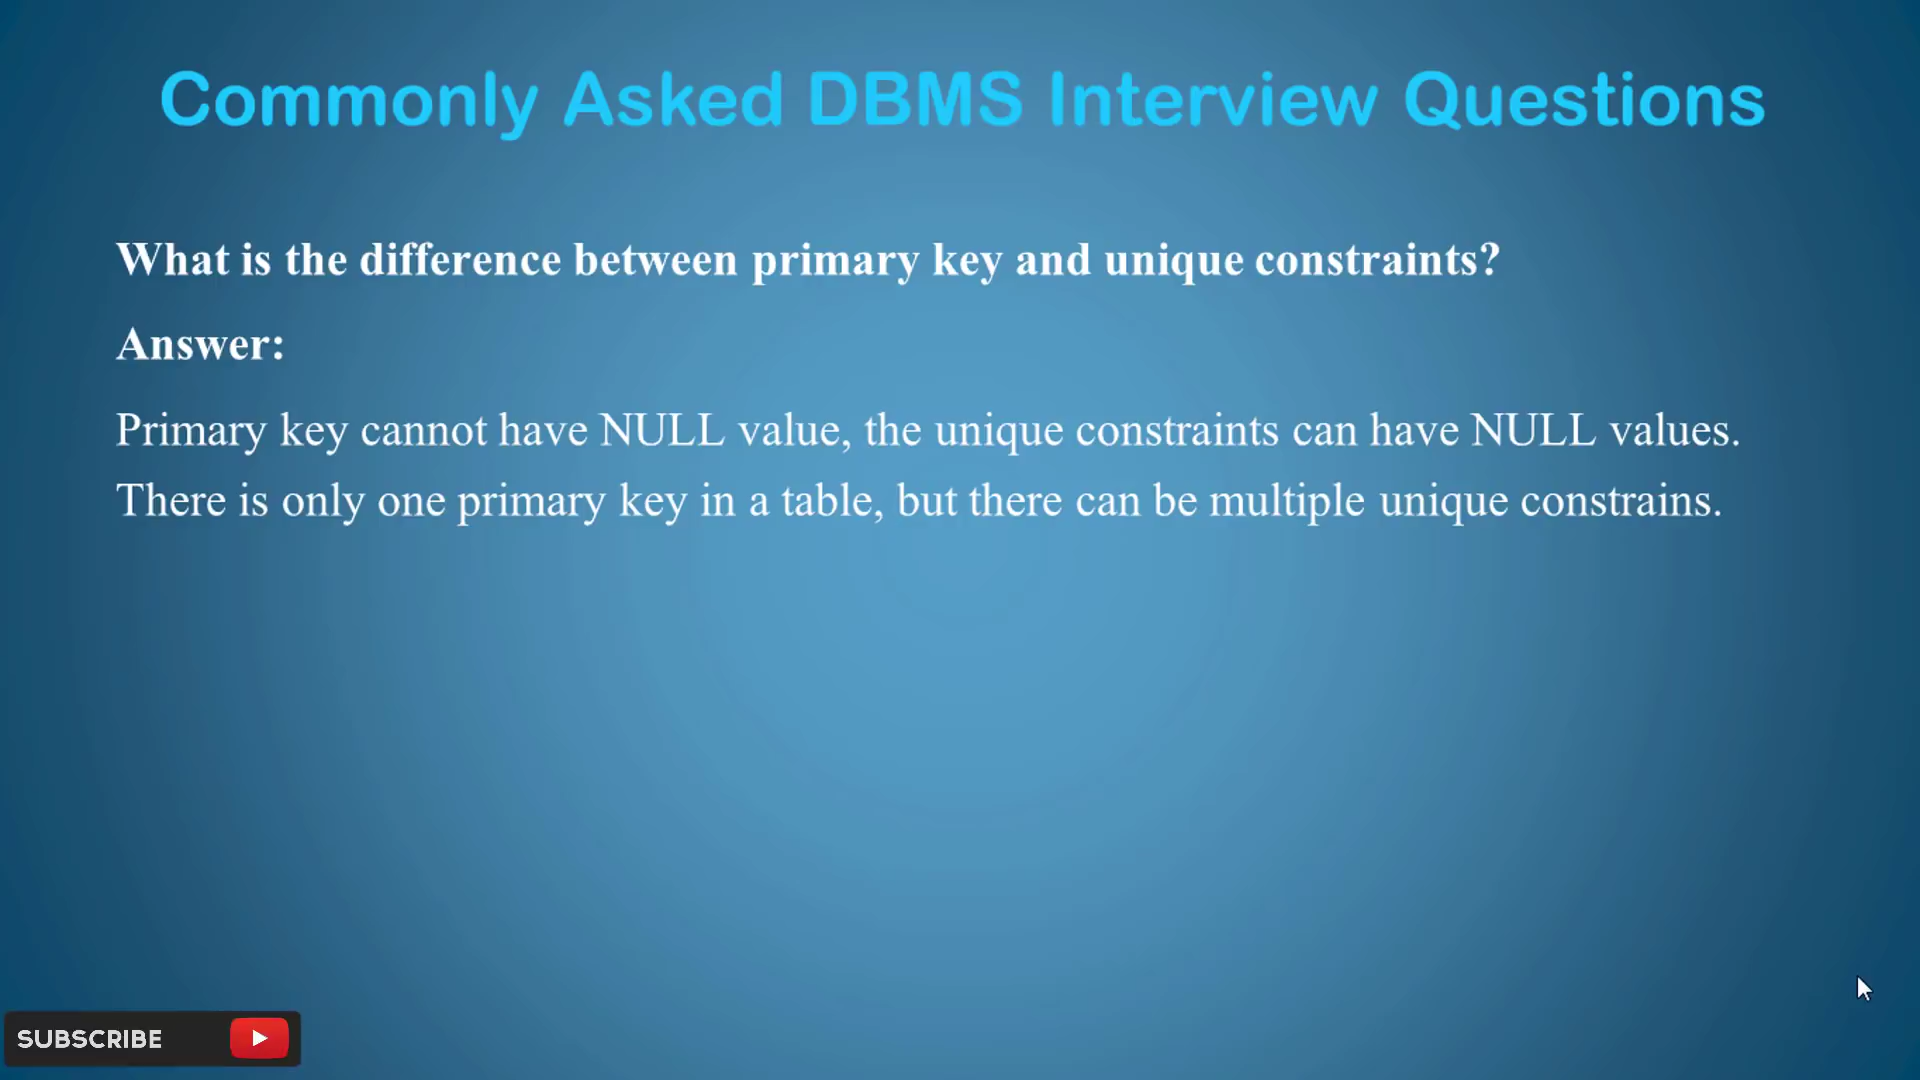 Commonly Asked DBMS Interview Questions
What is the difference between primary key and unique constraints?
Answer:
Primary key cannot have NULL value, the unique constraints can have NULL values.
There is only one primary key in a table, but there can be multiple unique constrains.
SUBSCRIBE